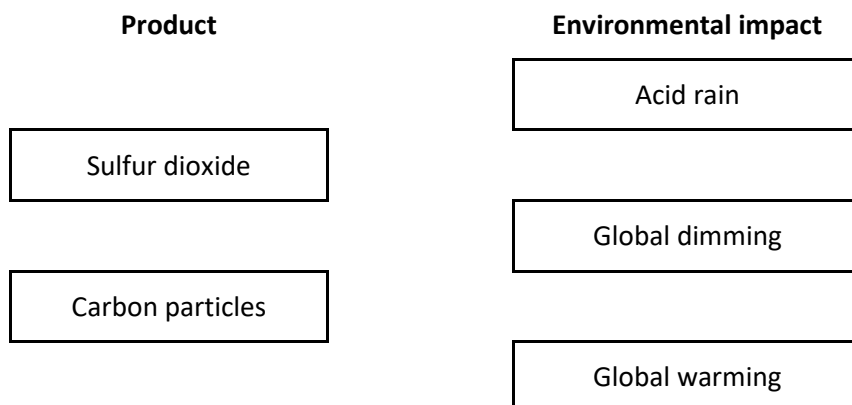 Product
Environmental impact
Acid rain
Sulfur dioxide
Global dimming
Carbon particles
Global warming